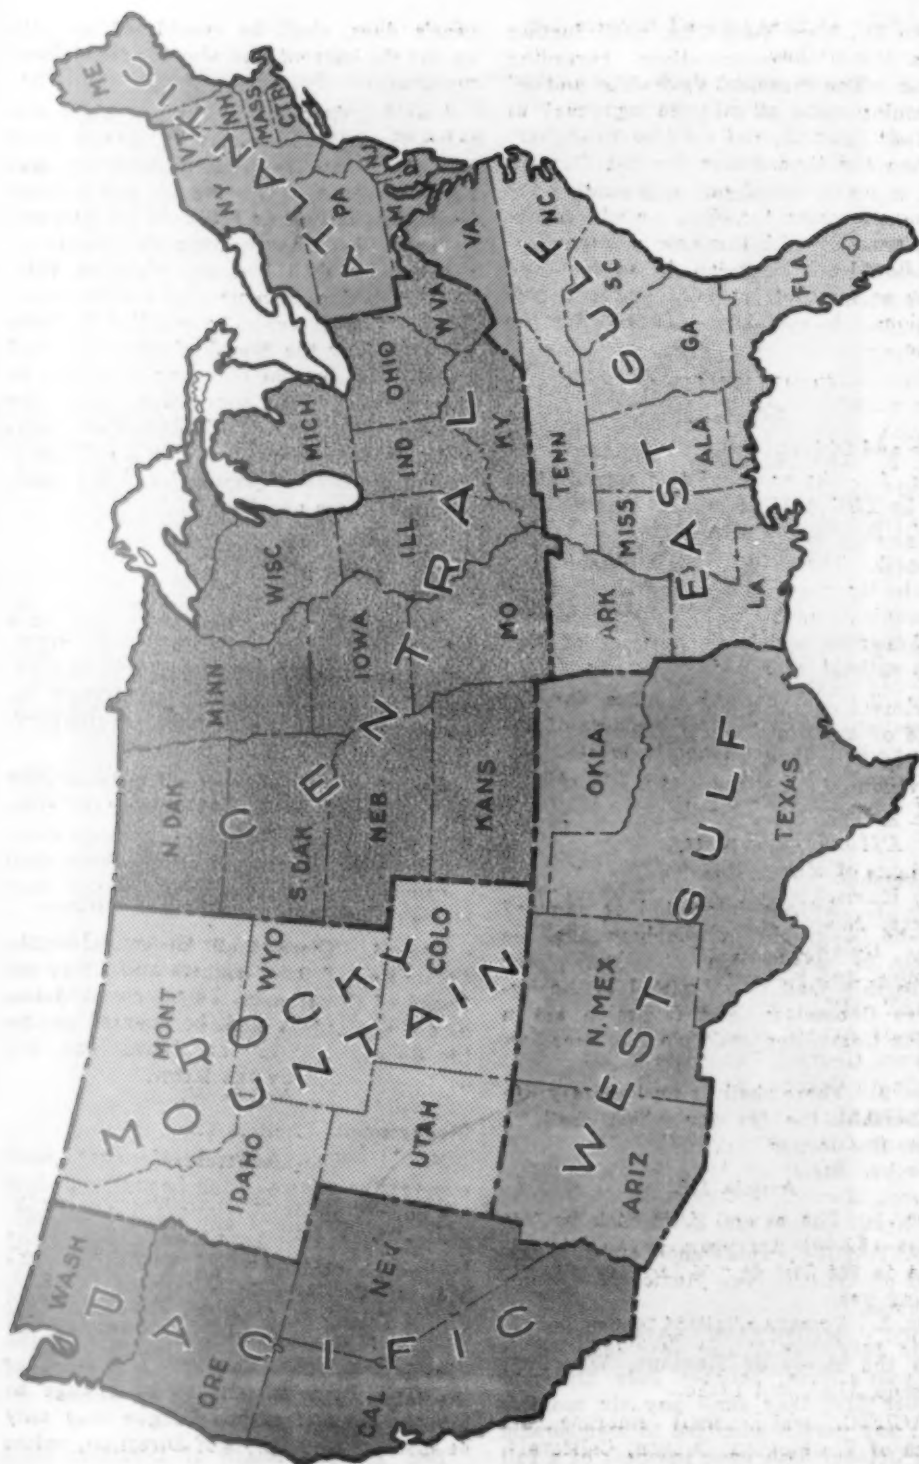 WASH
ORE
CAL
NEV
PACIFIC
MONT
IDAHO
WYO
UTAH
COLO
ROCKY
MOUNTAIN
N. DAK
S. DAK
NEB
KANS
MINN
IOWA
MO
WISC
ILL
IND
MICH
OHIO
KY
W VA
VA
CENTRAL
ME
VT
NH
MASS
CT
RI
NY
PA
NJ
ATLANTIC
ARIZ
N. MEX
OKLA
TEXAS
WEST GULF
ARK
LA
TENN
MISS
ALA
GA
FLA
SC
NC
EAST GULF